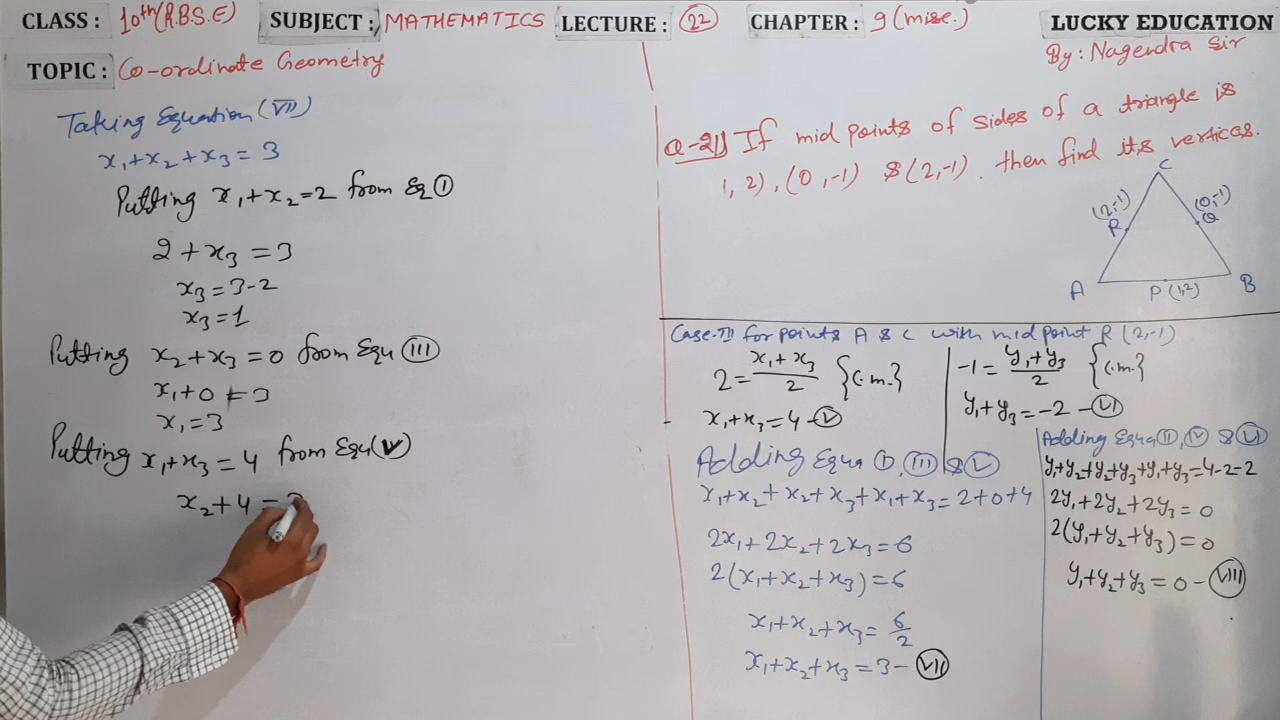 CLASS : 10th(R.B.S.E) SUBJECT : MATHEMATICS LECTURE : 22 CHAPTER : 9(misc.) LUCKY EDUCATION
By: Nagendra Sir
TOPIC : Co-ordinate Geometry
Taking Equation (VII)
x₁+x₂+x₃=3
Putting x₁+x₂=2 from Eq ①
2+x₃=3
x₃=3-2
x₃=1
Putting x₂+x₃=0 from Equ (III)
x₁+0=3
x₁=3
Putting x₁+x₃=4 from Equ(V)
x₂+4=3
Q-21) If mid points of sides of a triangle is
1,2), (0,-1) & (2,-1). then find its vertices.
C
(2,-1) (0,-1)
R Q
A P(1,2) B
Case-III for points A & C with mid point R (2,-1)
2 = x₁+x₃/2 {c.m.}
x₁+x₃=4-(V)
-1 = y₁+y₃/2 {c.m.}
y₁+y₃=-2-(VI)
Adding Equa (I), (III) & (V)
x₁+x₂+x₂+x₃+x₁+x₃=2+0+4
2x₁+2x₂+2x₃=6
2(x₁+x₂+x₃)=6
x₁+x₂+x₃=6/2
x₁+x₂+x₃=3-(VII)
Adding Equa (II), (IV) & (VI)
y₁+y₂+y₂+y₃+y₁+y₃=4-2-2
2y₁+2y₂+2y₃=0
2(y₁+y₂+y₃)=0
y₁+y₂+y₃=0-(VIII)